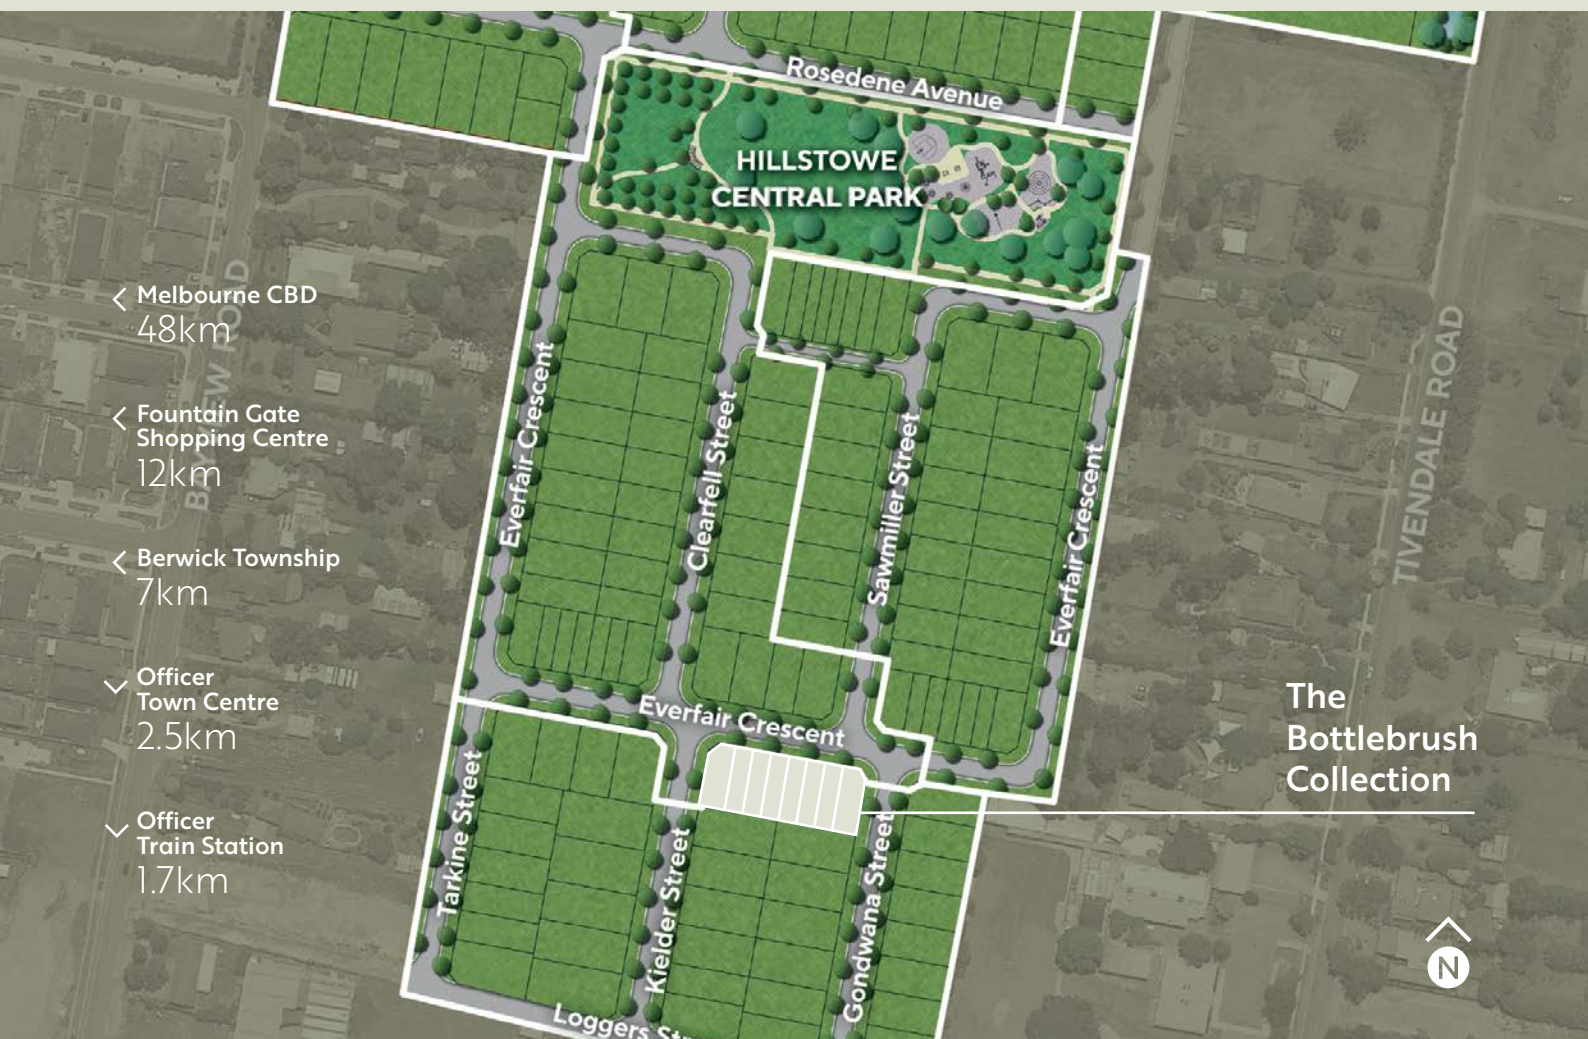 Rosedene Avenue
HILLSTOWE
CENTRAL PARK
Melbourne CBD
48km
Fountain Gate
Shopping Centre
12km
Berwick Township
7km
Officer
Town Centre
2.5km
Officer
Train Station
1.7km
Everfair Crescent
Clearfell Street
Sawmiller Street
Everfair Crescent
TIVENDALE ROAD
Everfair Crescent
The
Bottlebrush
Collection
Tarkine Street
Kielder Street
Gondwana Street
Loggers
N